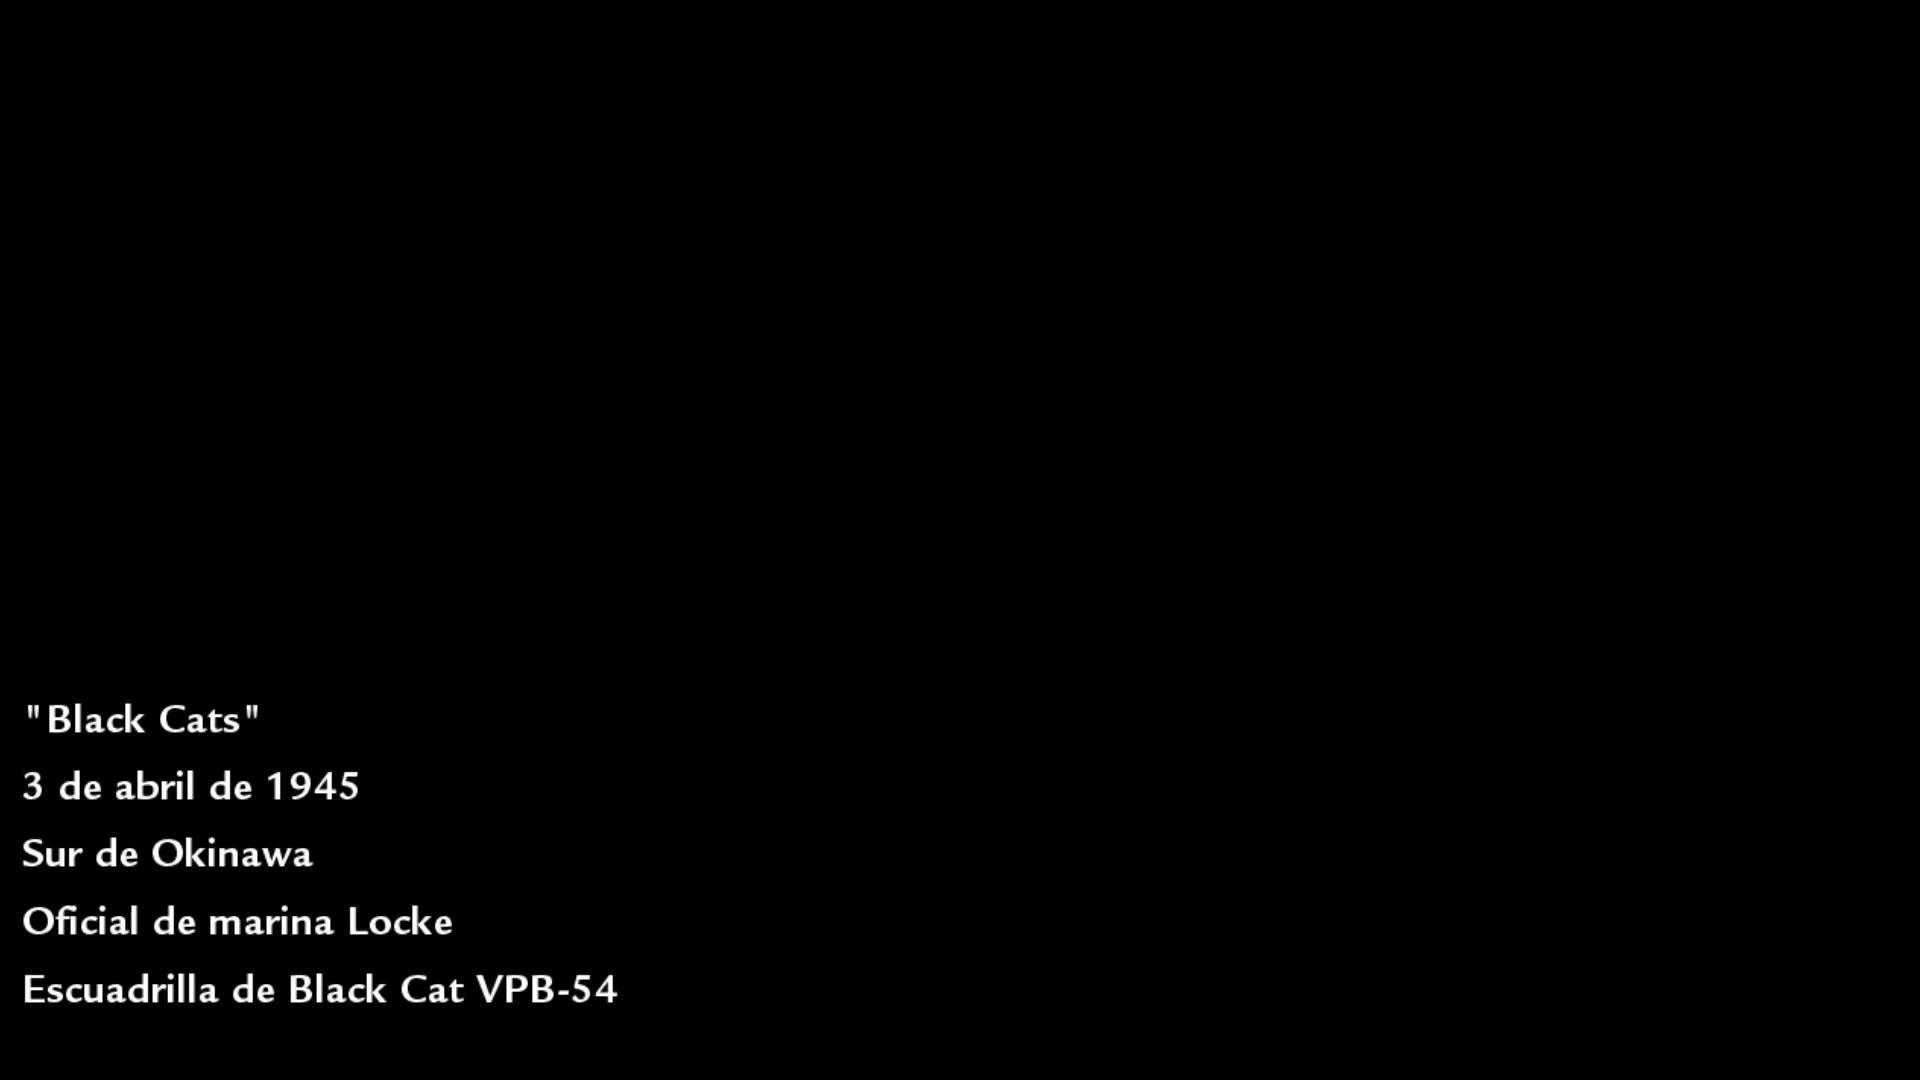 "Black Cats"
3 de abril de 1945
Sur de Okinawa
Oficial de marina Locke
Escuadrilla de Black Cat VPB-54